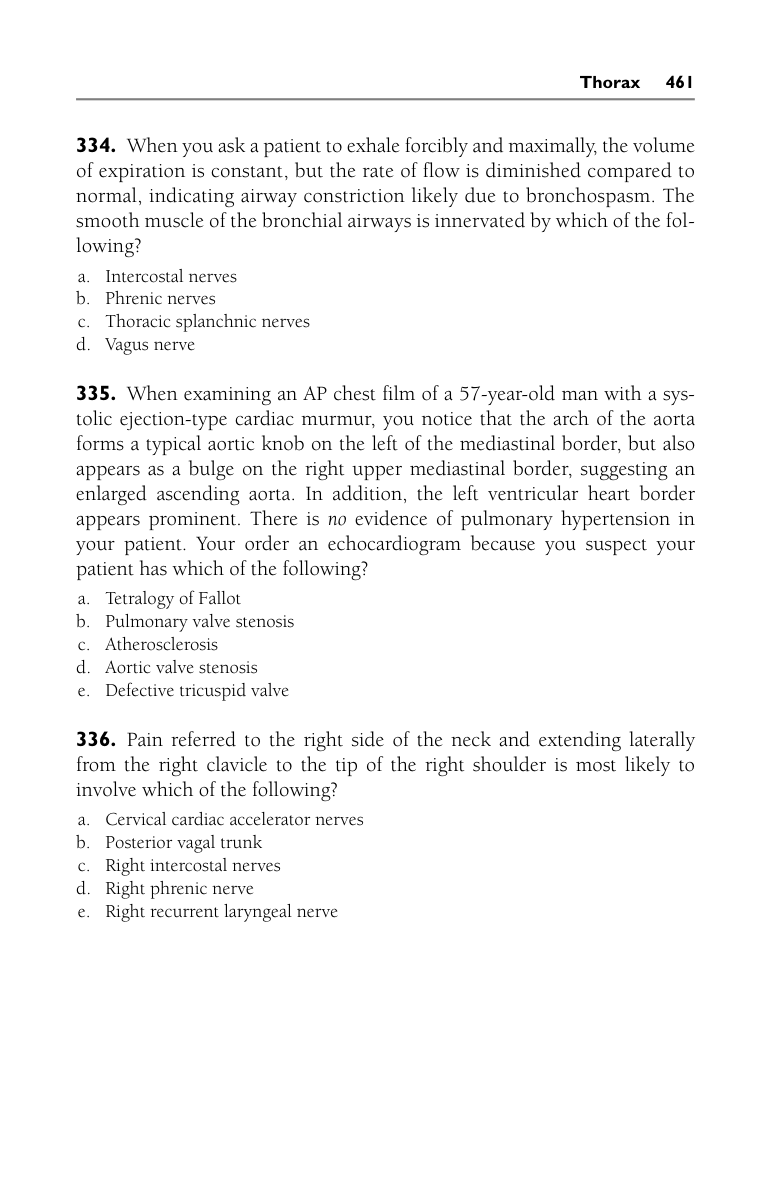 Thorax 461
334. When you ask a patient to exhale forcibly and maximally, the volume
of expiration is constant, but the rate of flow is diminished compared to
normal, indicating airway constriction likely due to bronchospasm. The
smooth muscle of the bronchial airways is innervated by which of the fol-
lowing?
a. Intercostal nerves
b. Phrenic nerves
c. Thoracic splanchnic nerves
d. Vagus nerve
335. When examining an AP chest film of a 57-year-old man with a sys-
tolic ejection-type cardiac murmur, you notice that the arch of the aorta
forms a typical aortic knob on the left of the mediastinal border, but also
appears as a bulge on the right upper mediastinal border, suggesting an
enlarged ascending aorta. In addition, the left ventricular heart border
appears prominent. There is no evidence of pulmonary hypertension in
your patient. Your order an echocardiogram because you suspect your
patient has which of the following?
a. Tetralogy of Fallot
b. Pulmonary valve stenosis
c. Atherosclerosis
d. Aortic valve stenosis
e. Defective tricuspid valve
336. Pain referred to the right side of the neck and extending laterally
from the right clavicle to the tip of the right shoulder is most likely to
involve which of the following?
a. Cervical cardiac accelerator nerves
b. Posterior vagal trunk
c. Right intercostal nerves
d. Right phrenic nerve
e. Right recurrent laryngeal nerve